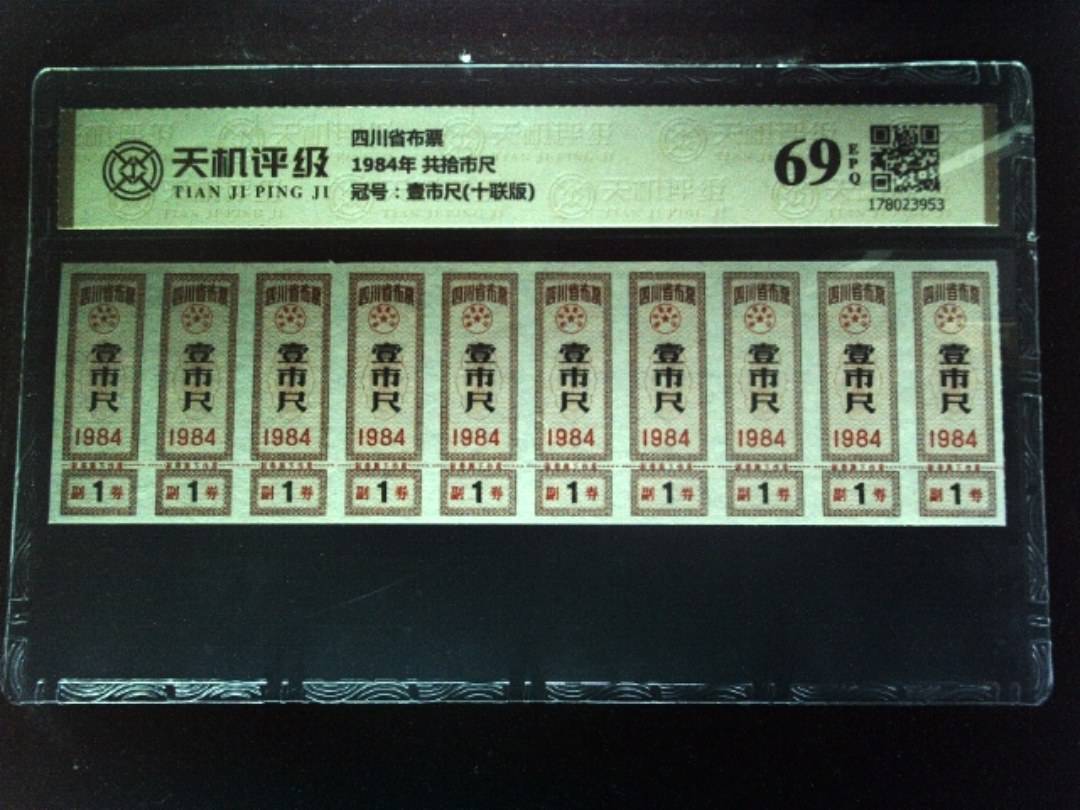 天机评级
TIAN JI PING JI
四川省布票
1984年 共拾市尺
冠号：壹市尺(十联版)
69
EPQ
178023953
四川省布票 四川省布票 四川省布票 四川省布票 四川省布票 四川省布票 四川省布票 四川省布票 四川省布票 四川省布票
壹市尺 壹市尺 壹市尺 壹市尺 壹市尺 壹市尺 壹市尺 壹市尺 壹市尺 壹市尺
1984 1984 1984 1984 1984 1984 1984 1984 1984 1984
副1券 副1券 副1券 副1券 副1券 副1券 副1券 副1券 副1券 副1券